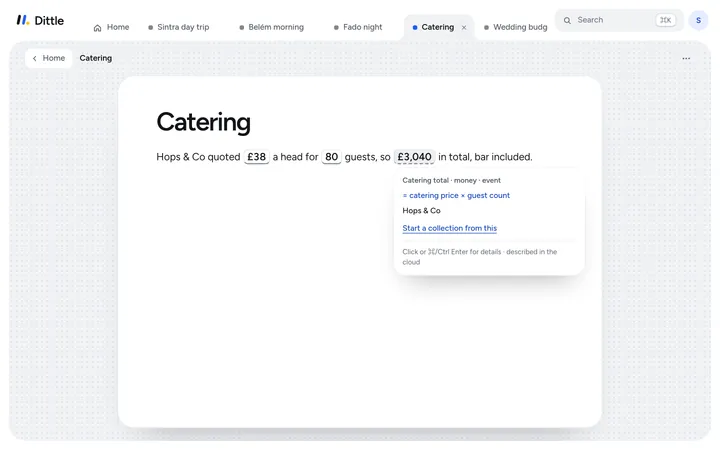 Dittle
Home
Sintra day trip
Belém morning
Fado night
Catering
Wedding budg
Search
⌘K
S
Home
Catering
Catering
Hops & Co quoted £38 a head for 80 guests, so £3,040 in total, bar included.
Catering total · money · event
= catering price × guest count
Hops & Co
Start a collection from this
Click or ⌘/Ctrl Enter for details · described in the
cloud